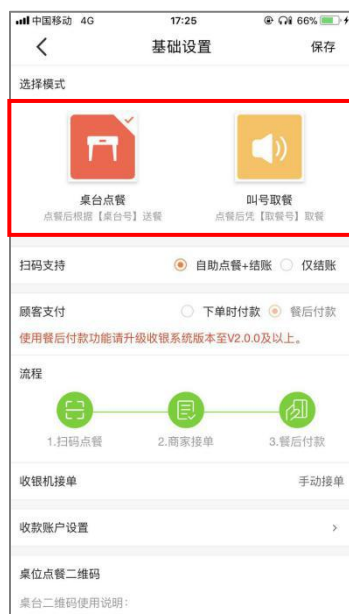 中国移动 4G 17:25 66%
基础设置 保存
选择模式
桌台点餐 叫号取餐
点餐后根据【桌台号】送餐 点餐后凭【取餐号】取餐
扫码支持 自助点餐+结账 仅结账
顾客支付 下单时付款 餐后付款
使用餐后付款功能请升级收银系统版本至V2.0.0及以上。
流程
1.扫码点餐 2.商家接单 3.餐后付款
收银机接单 手动接单
收款账户设置
桌位点餐二维码
桌台二维码使用说明: